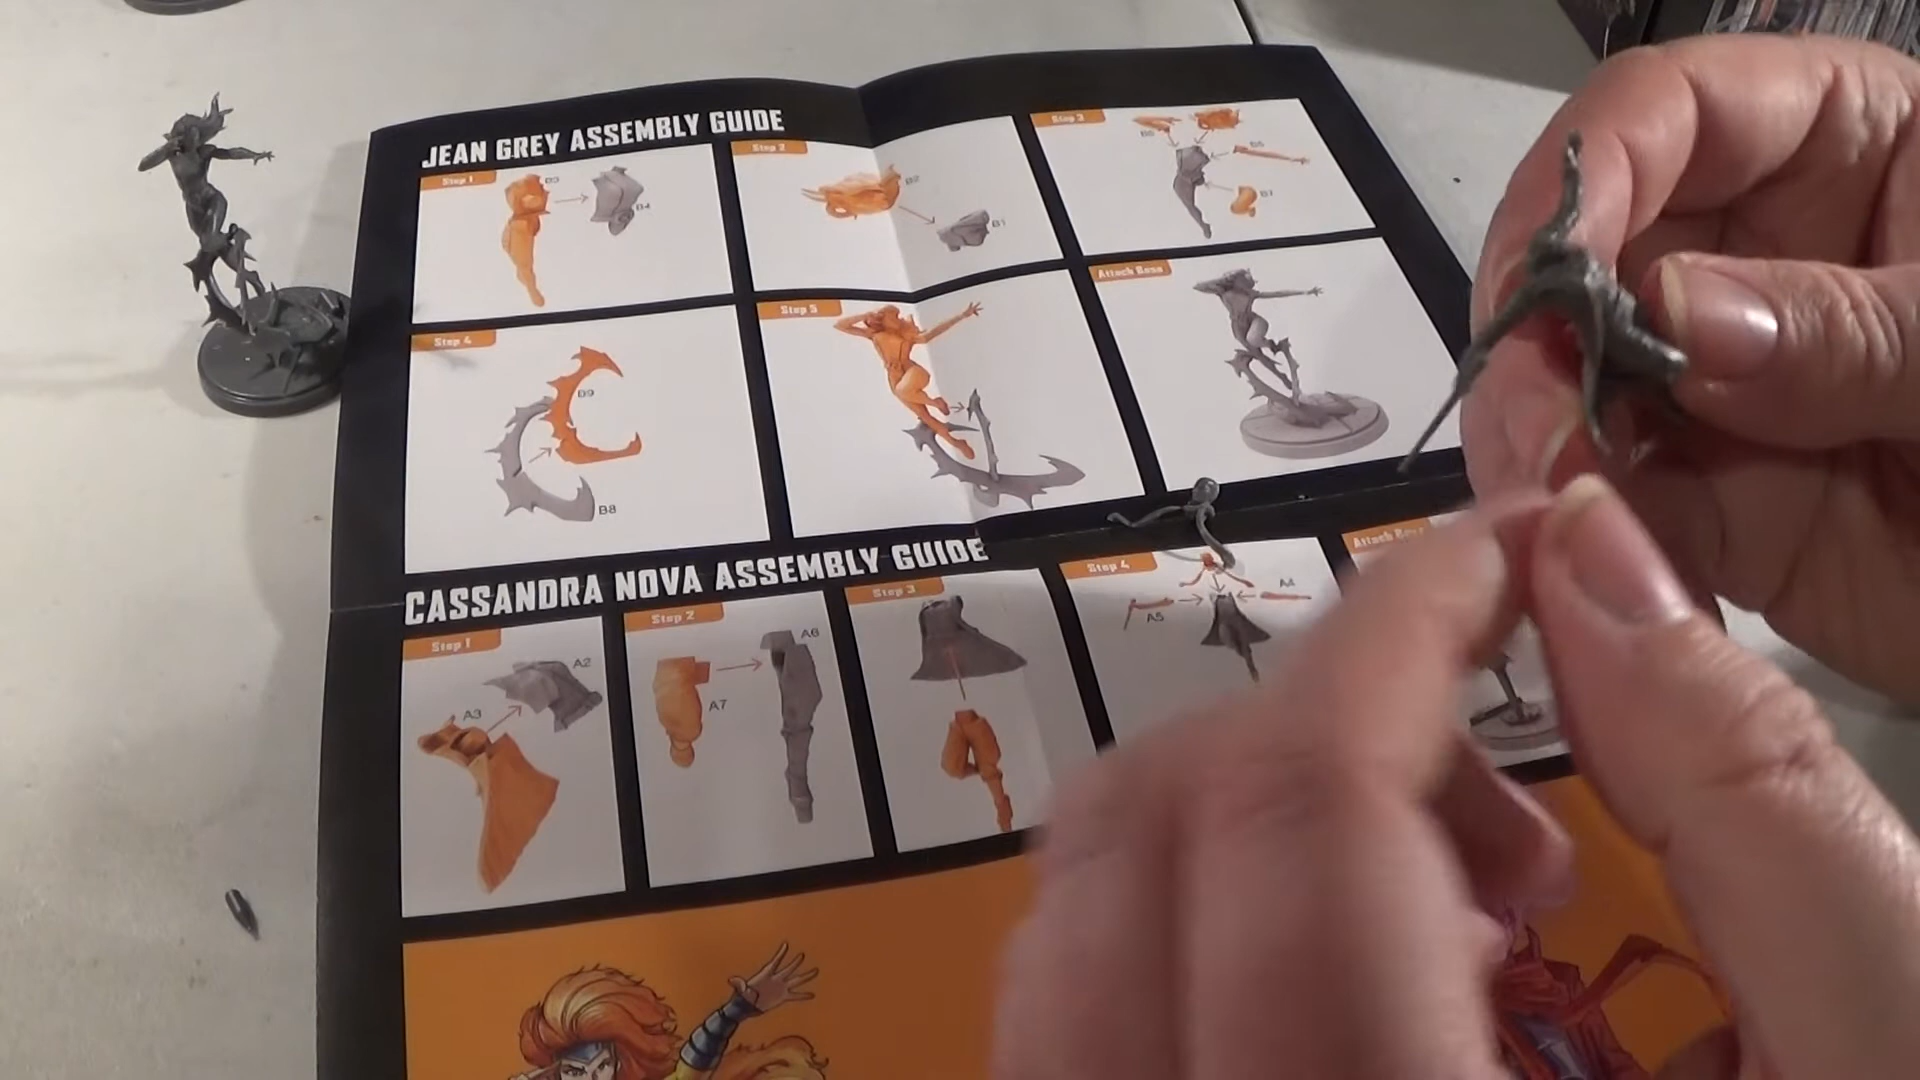 JEAN GREY ASSEMBLY GUIDE
Step 1
B3
B4
Step 2
B2
B1
Step 3
B6
B5
B7
Step 4
B9
B8
Step 5
Attach Base
CASSANDRA NOVA ASSEMBLY GUIDE
Step 1
A2
A3
Step 2
A6
A7
Step 3
Step 4
A4
A5
Attach Base